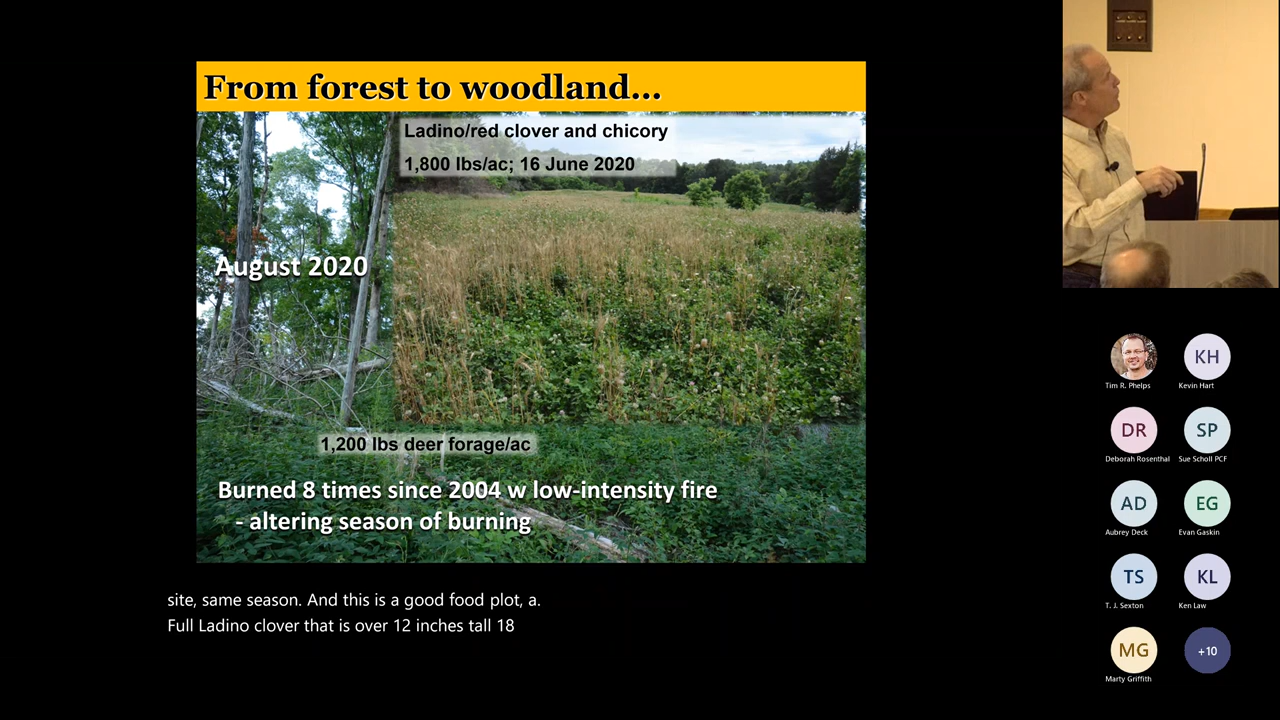 From forest to woodland...
Ladino/red clover and chicory
1,800 lbs/ac; 16 June 2020
August 2020
1,200 lbs deer forage/ac
Burned 8 times since 2004 w low-intensity fire
- altering season of burning
site, same season. And this is a good food plot, a.
Full Ladino clover that is over 12 inches tall 18
Tim R. Phelps
KH
Kevin Hart
DR
Deborah Rosenthal
SP
Sue Scholl PCF
AD
Aubrey Deck
EG
Evan Gaskin
TS
T. J. Sexton
KL
Ken Law
MG
Marty Griffith
+10